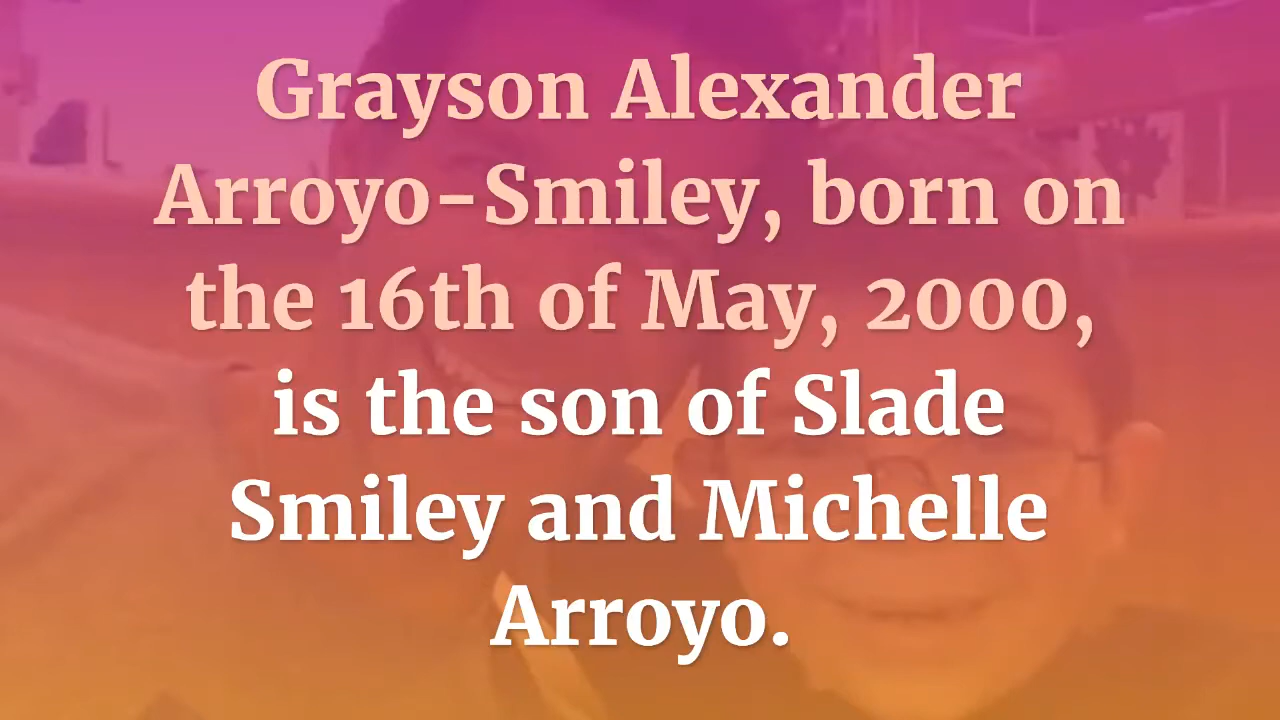 Grayson Alexander
Arroyo-Smiley, born on
the 16th of May, 2000,
is the son of Slade
Smiley and Michelle
Arroyo.